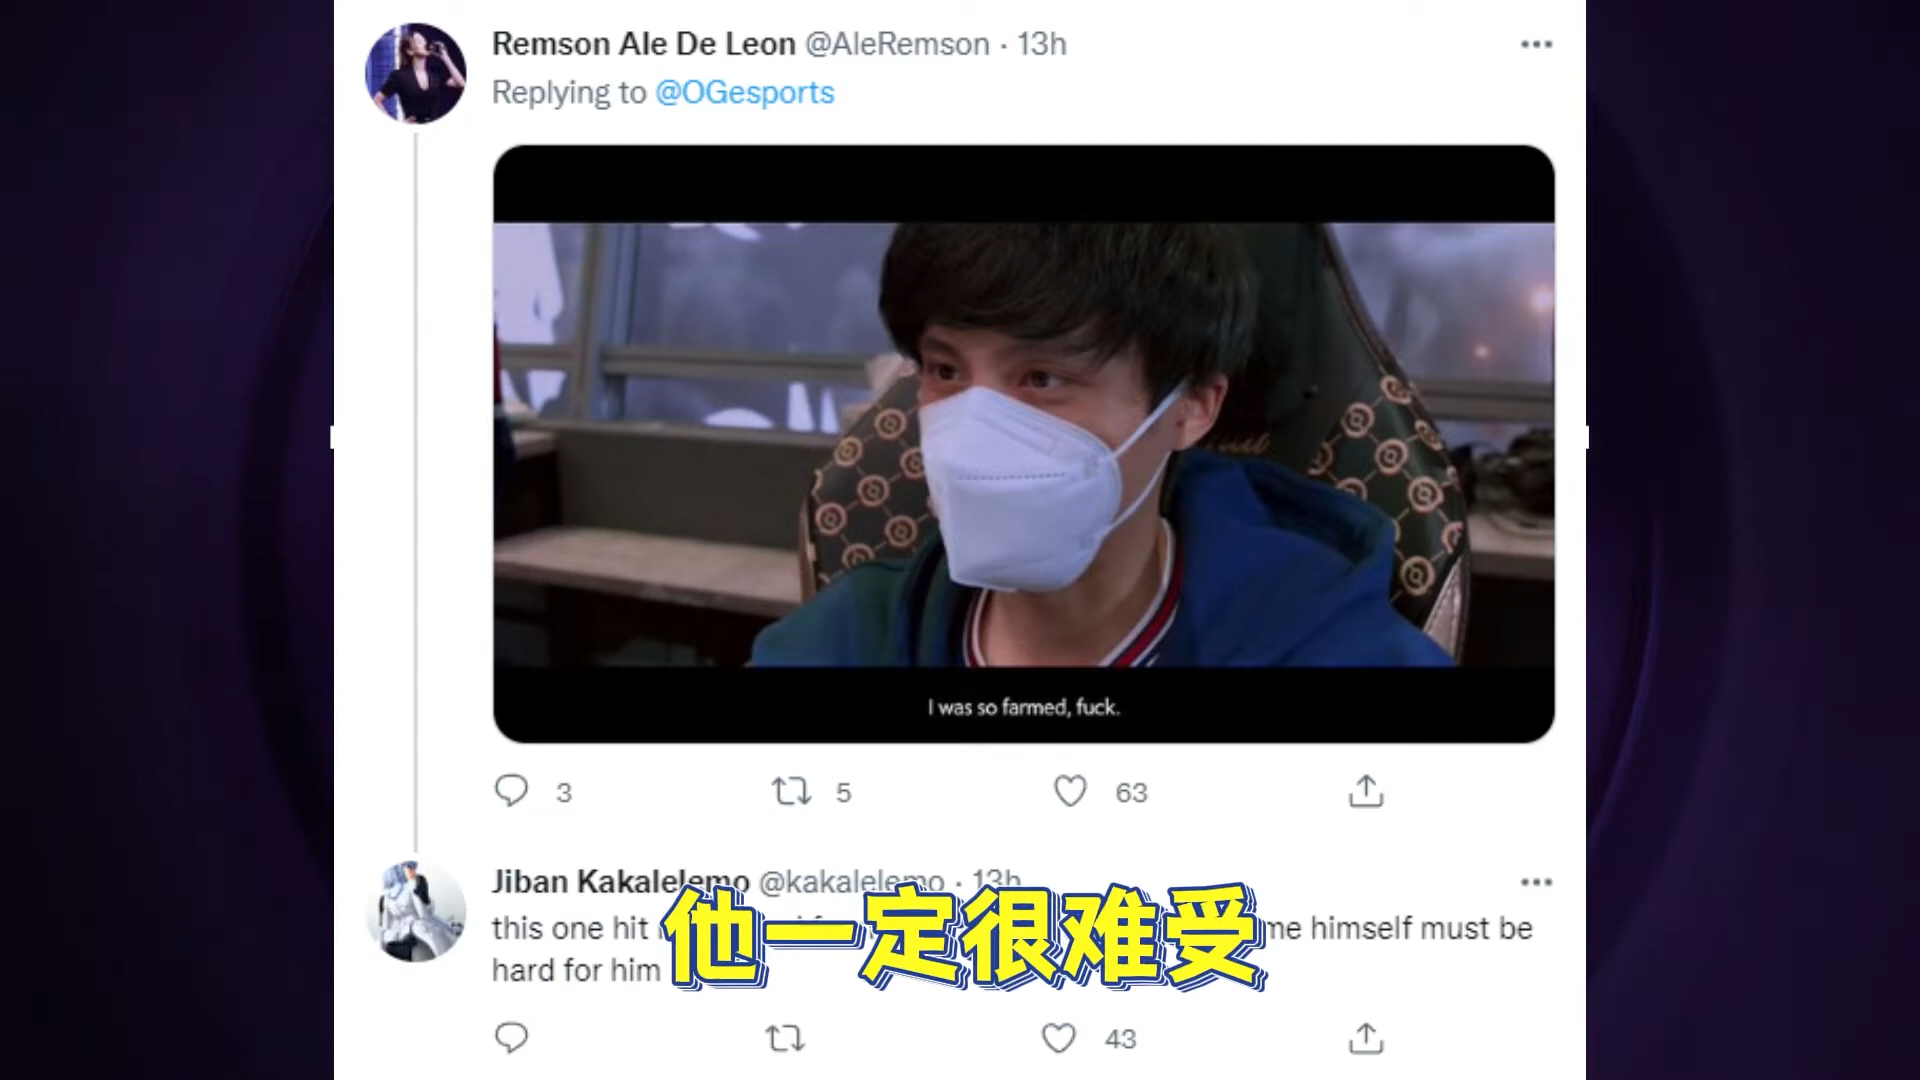 Remson Ale De Leon @AleRemson · 13h
Replying to @OGesports
I was so farmed, fuck.
3 5 63
Jiban Kakalelemo @kakalelemo · 13h
this one hit me himself must be
hard for him
他一定很难受
43